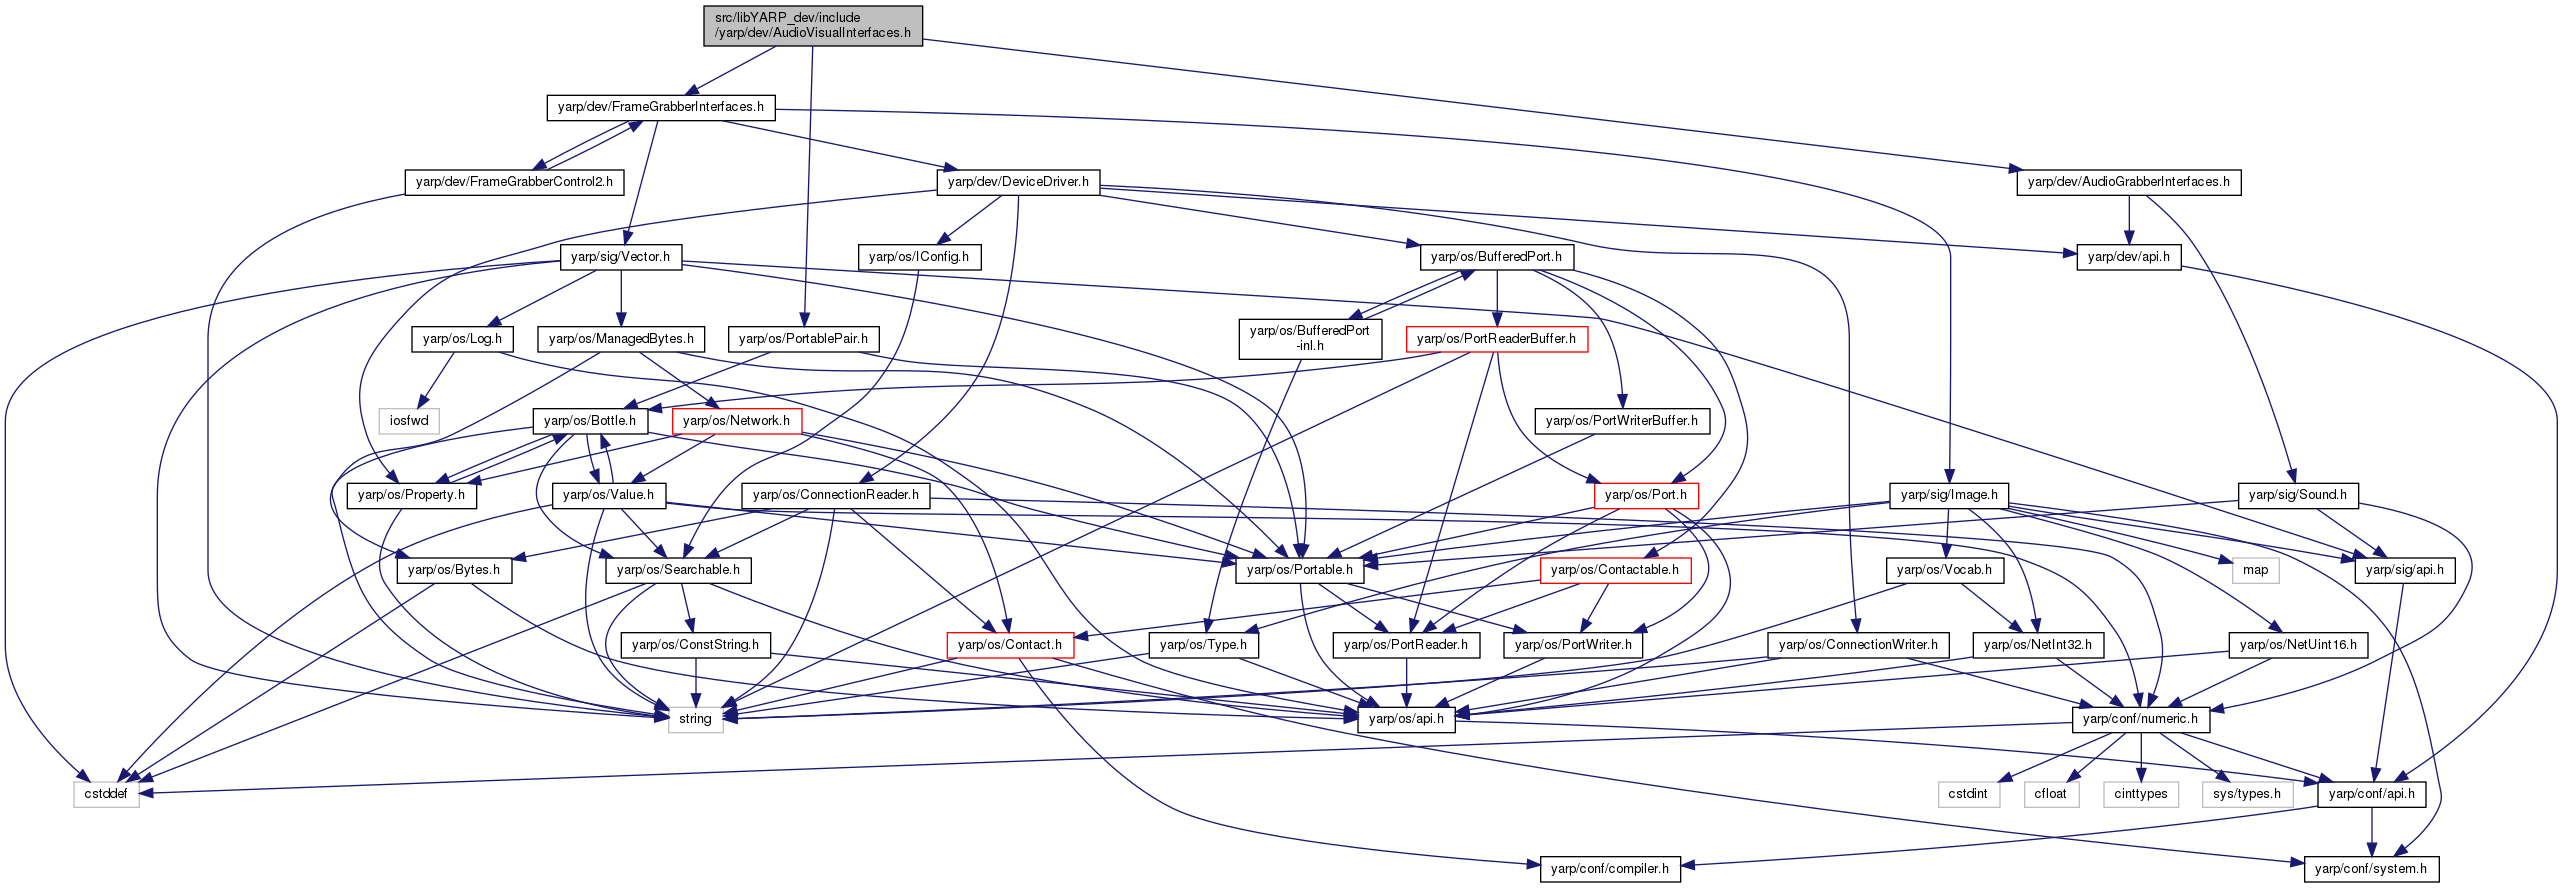 src/libYARP_dev/include
/yarp/dev/AudioVisualInterfaces.h
yarp/dev/FrameGrabberInterfaces.h
yarp/dev/FrameGrabberControl2.h
yarp/dev/DeviceDriver.h
yarp/dev/AudioGrabberInterfaces.h
yarp/sig/Vector.h
yarp/os/IConfig.h
yarp/os/BufferedPort.h
yarp/dev/api.h
yarp/os/Log.h
yarp/os/ManagedBytes.h
yarp/os/PortablePair.h
yarp/os/BufferedPort
-inl.h
yarp/os/PortReaderBuffer.h
iosfwd
yarp/os/Bottle.h
yarp/os/Network.h
yarp/os/PortWriterBuffer.h
yarp/os/Property.h
yarp/os/Value.h
yarp/os/ConnectionReader.h
yarp/os/Port.h
yarp/sig/Image.h
yarp/sig/Sound.h
yarp/os/Bytes.h
yarp/os/Searchable.h
yarp/os/Portable.h
yarp/os/Contactable.h
yarp/os/Vocab.h
map
yarp/sig/api.h
yarp/os/ConstString.h
yarp/os/Contact.h
yarp/os/Type.h
yarp/os/PortReader.h
yarp/os/PortWriter.h
yarp/os/ConnectionWriter.h
yarp/os/NetInt32.h
yarp/os/NetUint16.h
string
yarp/os/api.h
yarp/conf/numeric.h
cstddef
cstdint
cfloat
cinttypes
sys/types.h
yarp/conf/api.h
yarp/conf/compiler.h
yarp/conf/system.h